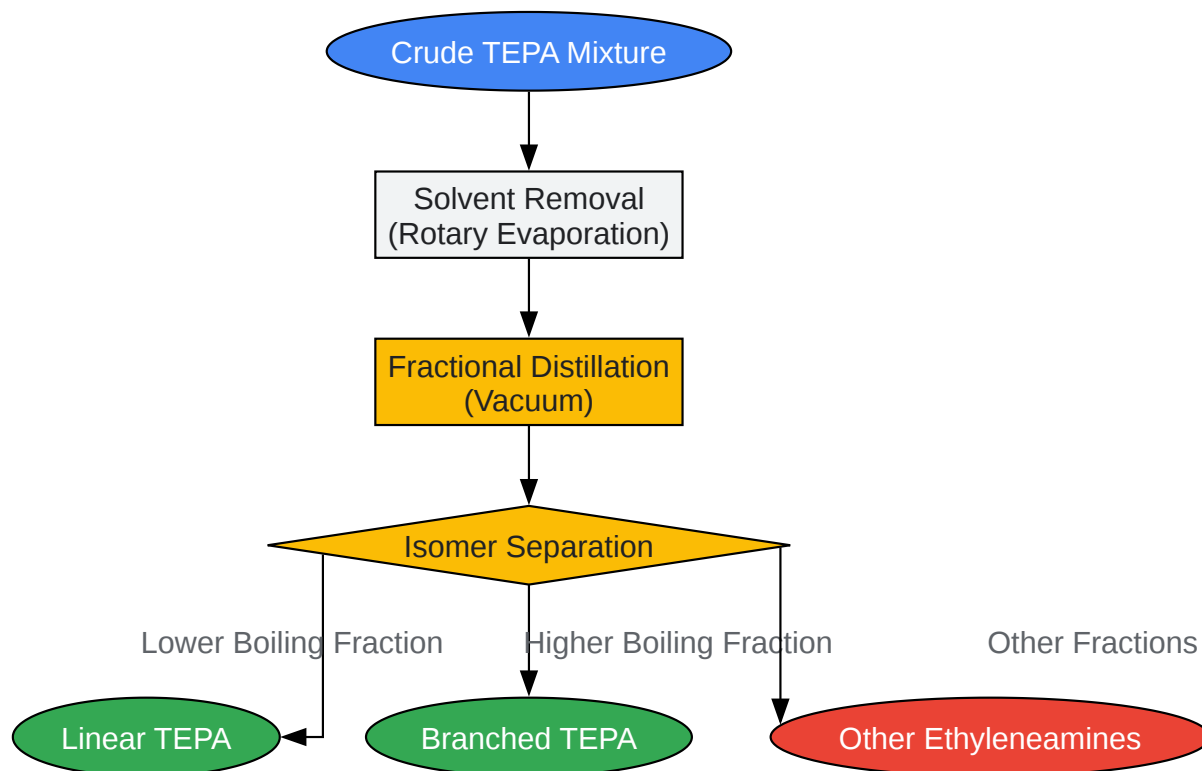 Crude TEPA Mixture
Solvent Removal
(Rotary Evaporation)
Fractional Distillation
(Vacuum)
Isomer Separation
Lower Boiling Fraction
Higher Boiling Fraction
Other Fractions
Linear TEPA
Branched TEPA
Other Ethyleneamines